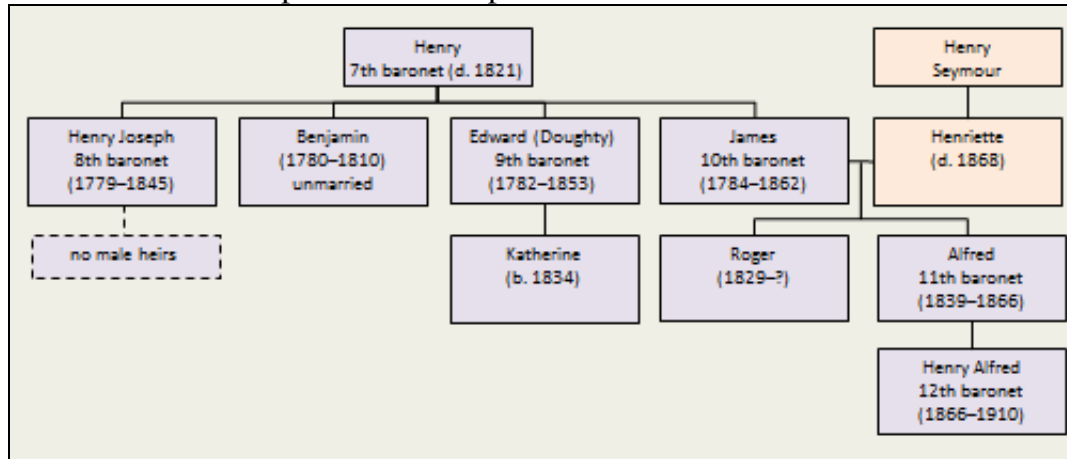 Henry
7th baronet (d. 1821)
Henry
Seymour
Henry Joseph
8th baronet
(1779–1845)
Benjamin
(1780–1810)
unmarried
Edward (Doughty)
9th baronet
(1782–1853)
James
10th baronet
(1784–1862)
Henriette
(d. 1868)
no male heirs
Katherine
(b. 1834)
Roger
(1829–?)
Alfred
11th baronet
(1839–1866)
Henry Alfred
12th baronet
(1866–1910)